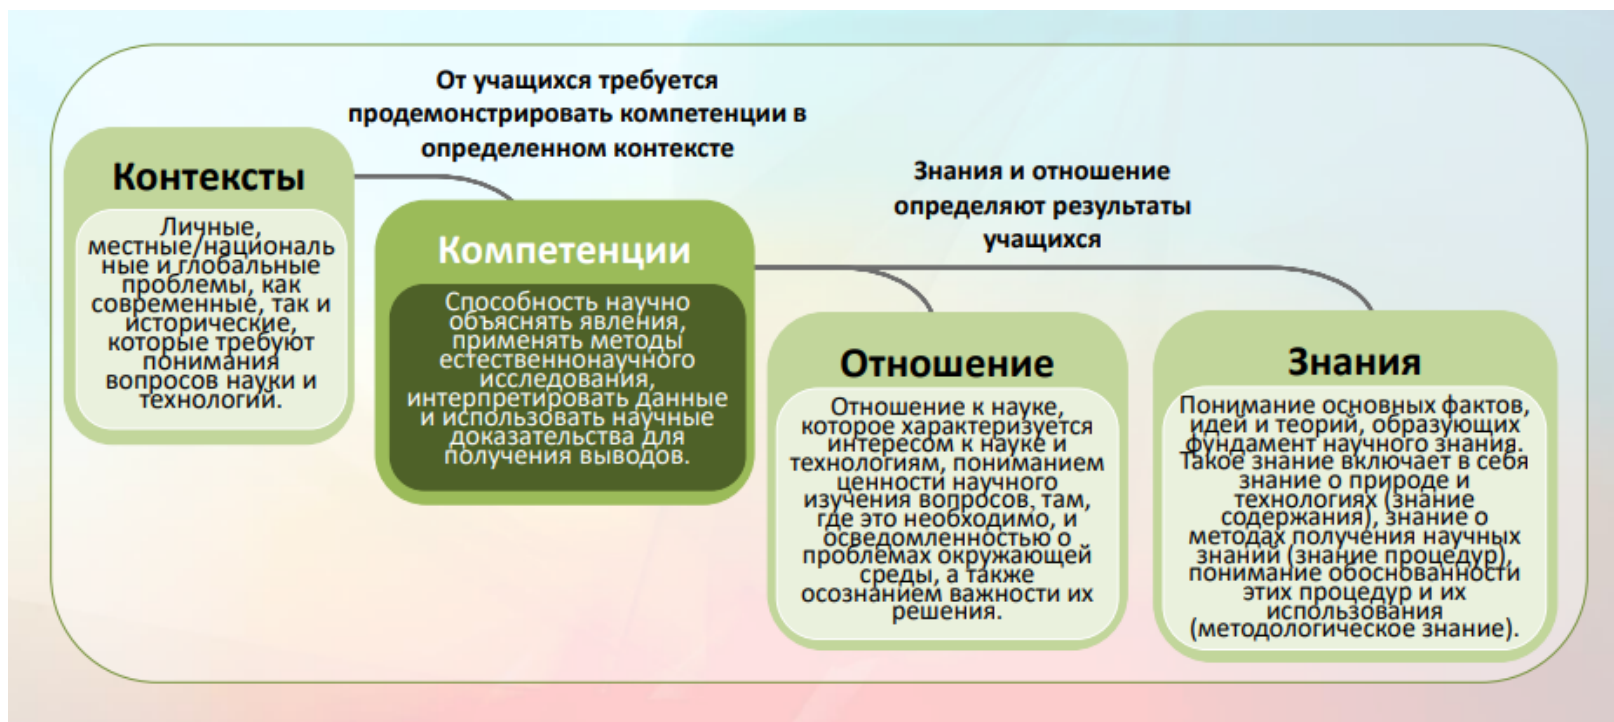 От учащихся требуется
продемонстрировать компетенции в
определенном контексте
Контексты
Личные,
местные/националь
ные и глобальные
проблемы, как
современные, так и
исторические,
которые требуют
понимания
вопросов науки и
технологий.
Компетенции
Способность научно
объяснять явления,
применять методы
естественнонаучного
исследования,
интерпретировать данные
и использовать научные
доказательства для
получения выводов.
Знания и отношение
определяют результаты
учащихся
Отношение
Отношение к науке,
которое характеризуется
интересом к науке и
технологиям, пониманием
ценности научного
изучения вопросов, там,
где это необходимо, и
осведомленностью о
проблемах окружающей
среды, а также
осознанием важности их
решения.
Знания
Понимание основных фактов,
идей и теорий, образующих
фундамент научного знания.
Такое знание включает в себя
знание о природе и
технологиях (знание
содержания), знание о
методах получения научных
знаний (знание процедур),
понимание обоснованности
этих процедур и их
использования
(методологическое знание).